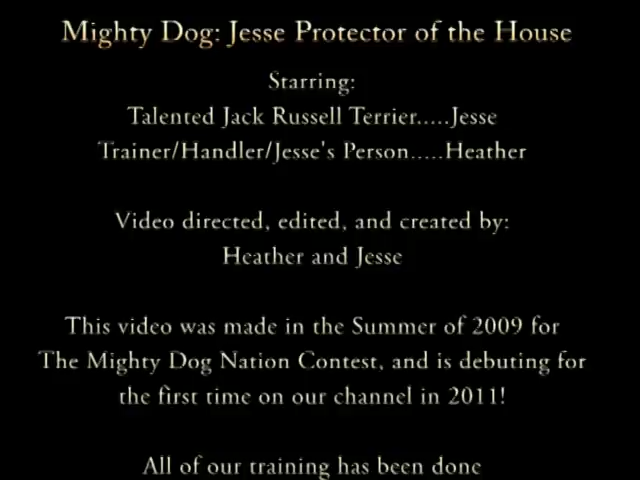 Mighty Dog: Jesse Protector of the House
Starring:
Talented Jack Russell Terrier.....Jesse
Trainer/Handler/Jesse's Person.....Heather
Video directed, edited, and created by:
Heather and Jesse
This video was made in the Summer of 2009 for
The Mighty Dog Nation Contest, and is debuting for
the first time on our channel in 2011!
All of our training has been done